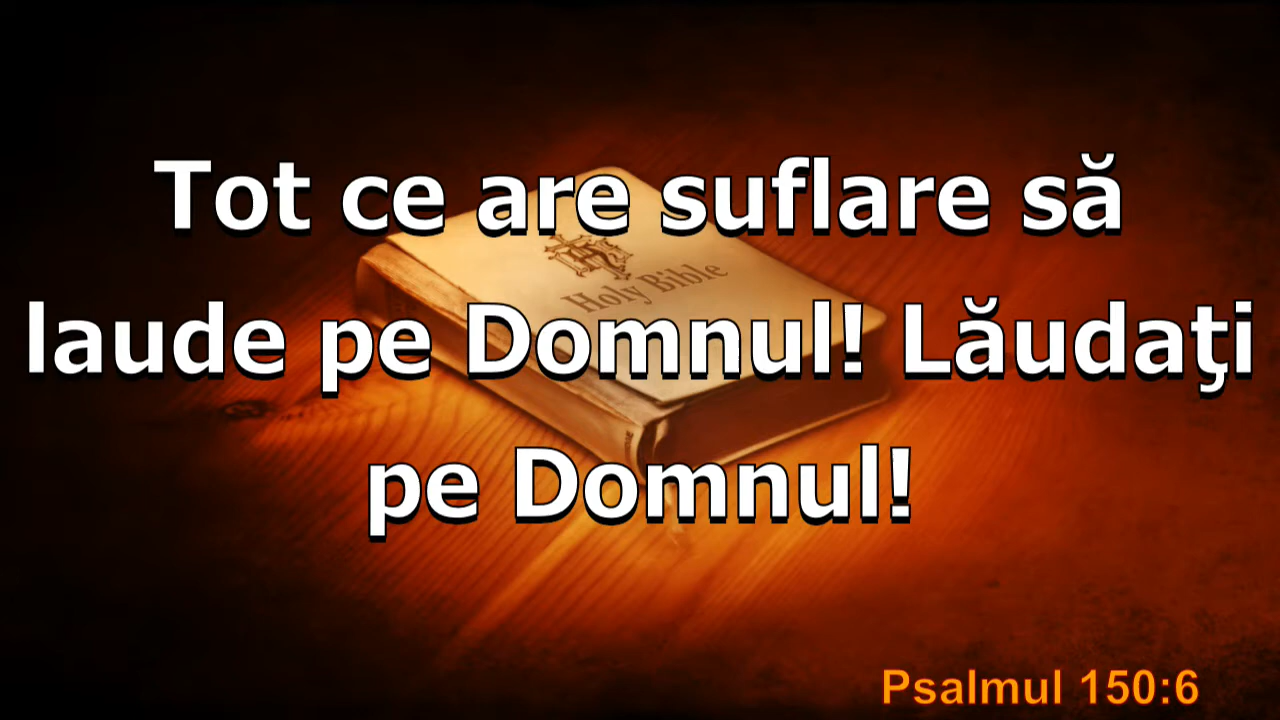 Tot ce are suflare să
laude pe Domnul! Lăudaţi
pe Domnul!
Holy Bible
Psalmul 150:6